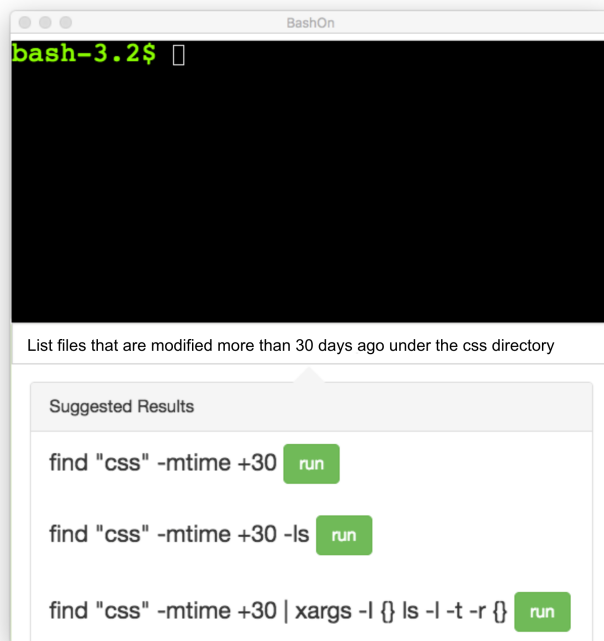 BashOn
bash-3.2$
List files that are modified more than 30 days ago under the css directory
Suggested Results
find "css" -mtime +30 run
find "css" -mtime +30 -ls run
find "css" -mtime +30 | xargs -I {} ls -l -t -r {} run